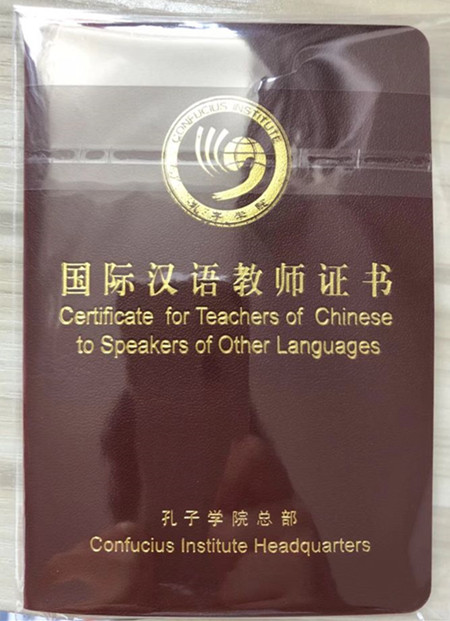 CONFUCIUS INSTITUTE
孔子学院
国际汉语教师证书
Certificate for Teachers of Chinese
to Speakers of Other Languages
孔子学院总部
Confucius Institute Headquarters